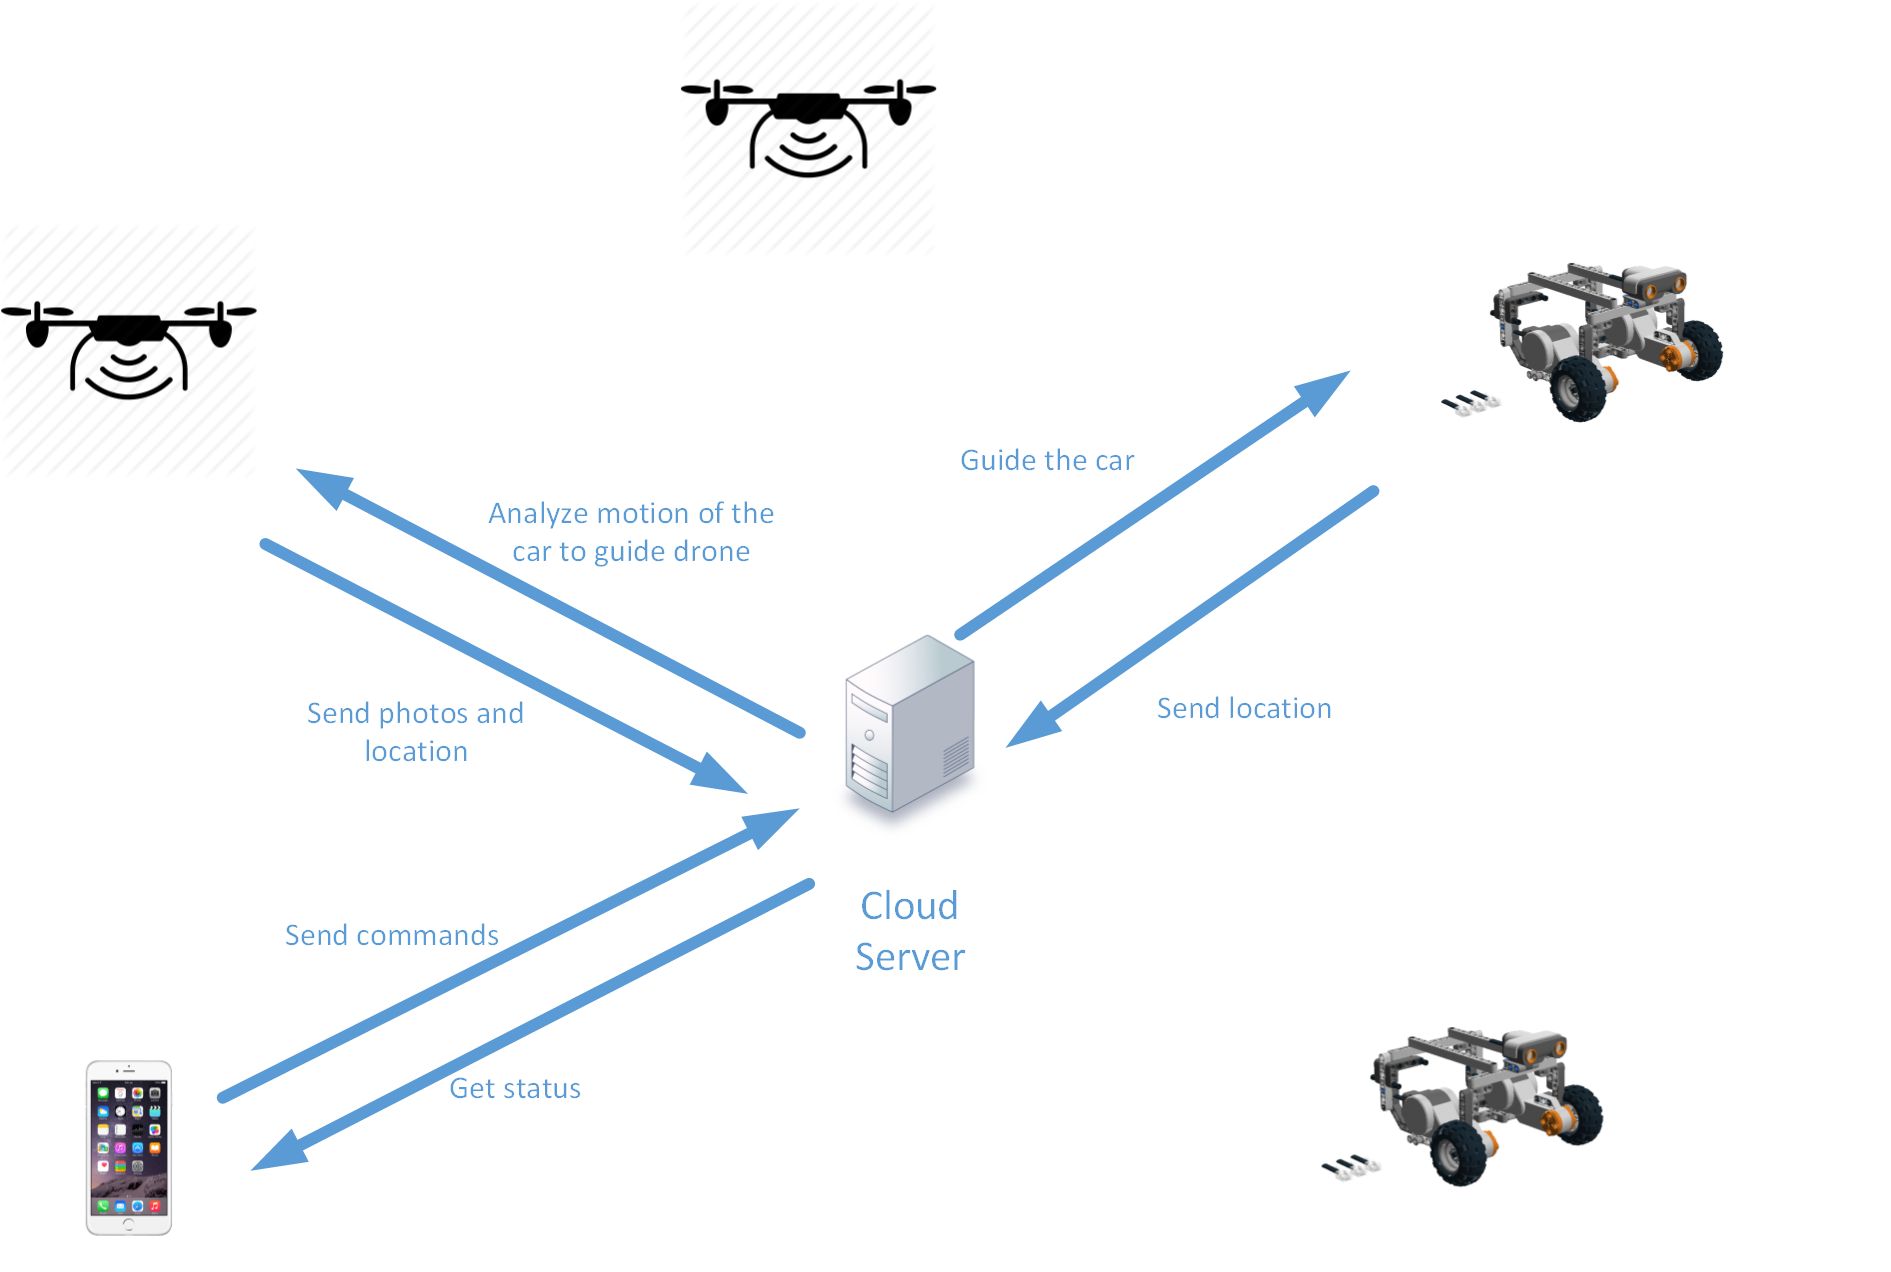 Guide the car
Analyze motion of the
car to guide drone
Send photos and
location
Send location
Cloud
Server
Send commands
Get status